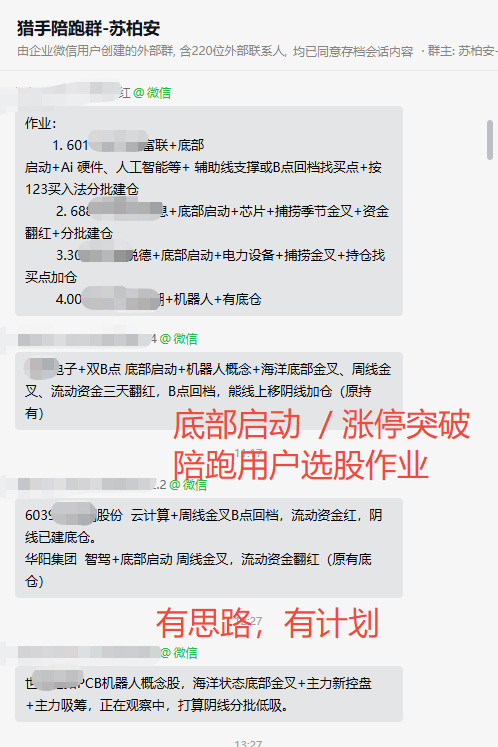 猎手陪跑群-苏柏安
由企业微信用户创建的外部群, 含220位外部联系人, 均已同意存档会话内容 · 群主: 苏柏安-
红 @ 微信
作业：
1. 601 富联+底部
启动+Ai 硬件、人工智能等+ 辅助线支撑或B点回档找买点+按
123买入法分批建仓
2. 688 息+底部启动+芯片+捕捞季节金叉+资金
翻红+分批建仓
3.30 锐德+底部启动+电力设备+捕捞金叉+持仓找
买点加仓
4.00 +机器人+有底仓
4 @ 微信
电子+双B点 底部启动+机器人概念+海洋底部金叉、周线金
叉、流动资金三天翻红，B点回档，能线上移阴线加仓（原持
有）
底部启动 ／涨停突破
陪跑用户选股作业
.2 @ 微信
6039 股份 云计算+周线金叉B点回档，流动资金红，阴
线已建底仓。
华阳集团 智驾+底部启动 周线金叉，流动资金翻红（原有底
仓）
有思路，有计划
:27
@ 微信
世 PCB机器人概念股，海洋状态底部金叉+主力新控盘
+主力吸筹，正在观察中，打算阴线分批低吸。
13:27